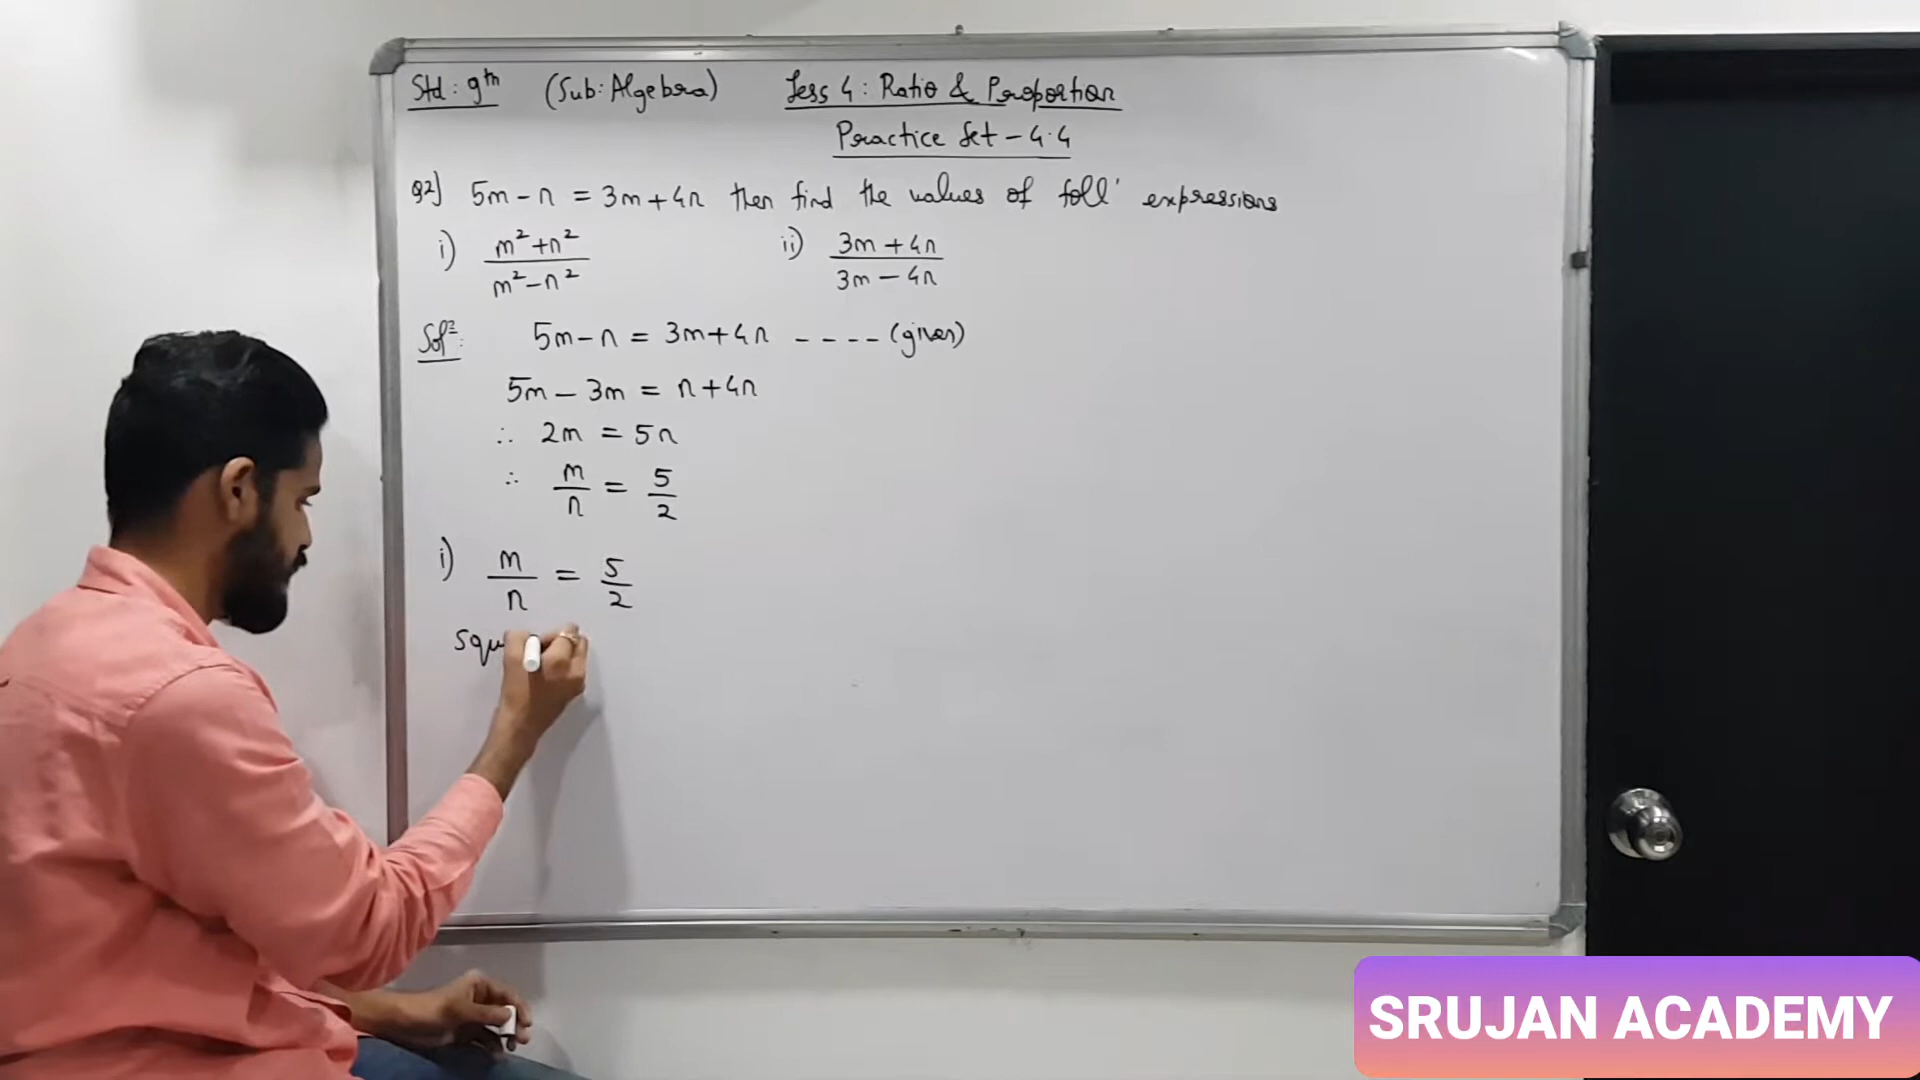 Std : 9th (Sub: Algebra) Less 4 : Ratio & Proportion
Practice Set - 4.4
Q2] 5m - n = 3m + 4n then find the values of foll' expressions
i) m² + n² / m² - n² ii) 3m + 4n / 3m - 4n
Solⁿ: 5m - n = 3m + 4n - - - - (given)
5m - 3m = n + 4n
∴ 2m = 5n
∴ m/n = 5/2
i) m/n = 5/2
squ
SRUJAN ACADEMY